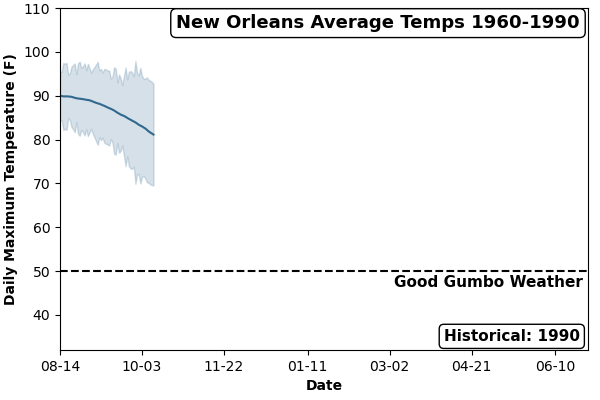 New Orleans Average Temps 1960-1990
110
100
90
80
70
60
50
40
Daily Maximum Temperature (F)
Good Gumbo Weather
Historical: 1990
08-14 10-03 11-22 01-11 03-02 04-21 06-10
Date